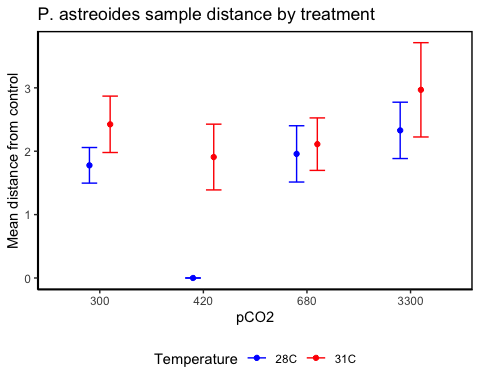 P. astreoides sample distance by treatment
Mean distance from control
3
2
1
0
300 420 680 3300
pCO2
Temperature 28C 31C